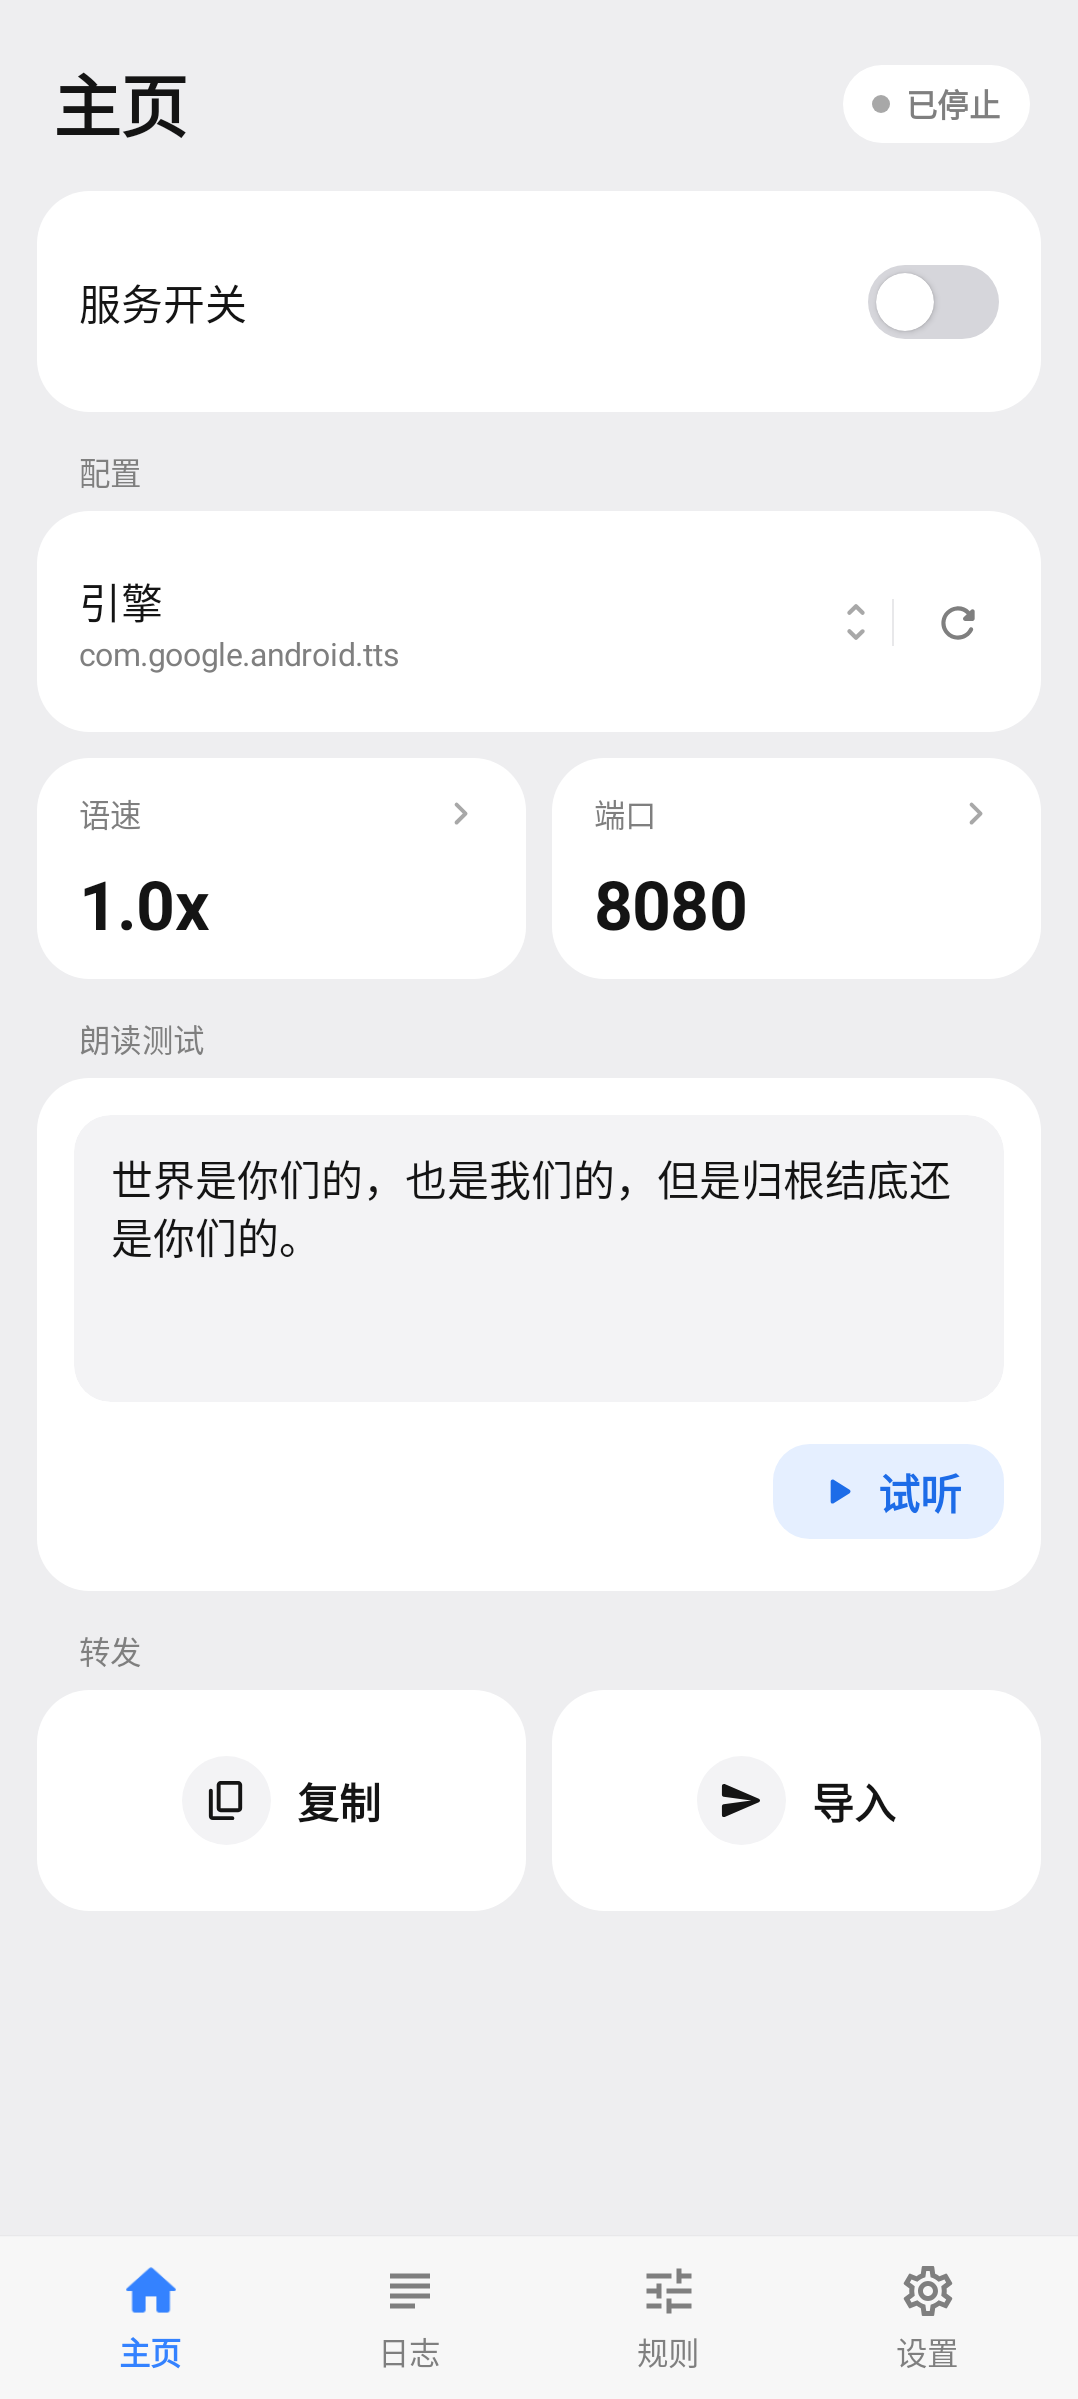 主页
已停止
服务开关
配置
引擎
com.google.android.tts
语速
端口
1.0x
8080
朗读测试
世界是你们的，也是我们的，但是归根结底还
是你们的。
试听
转发
复制
导入
主页
日志
规则
设置